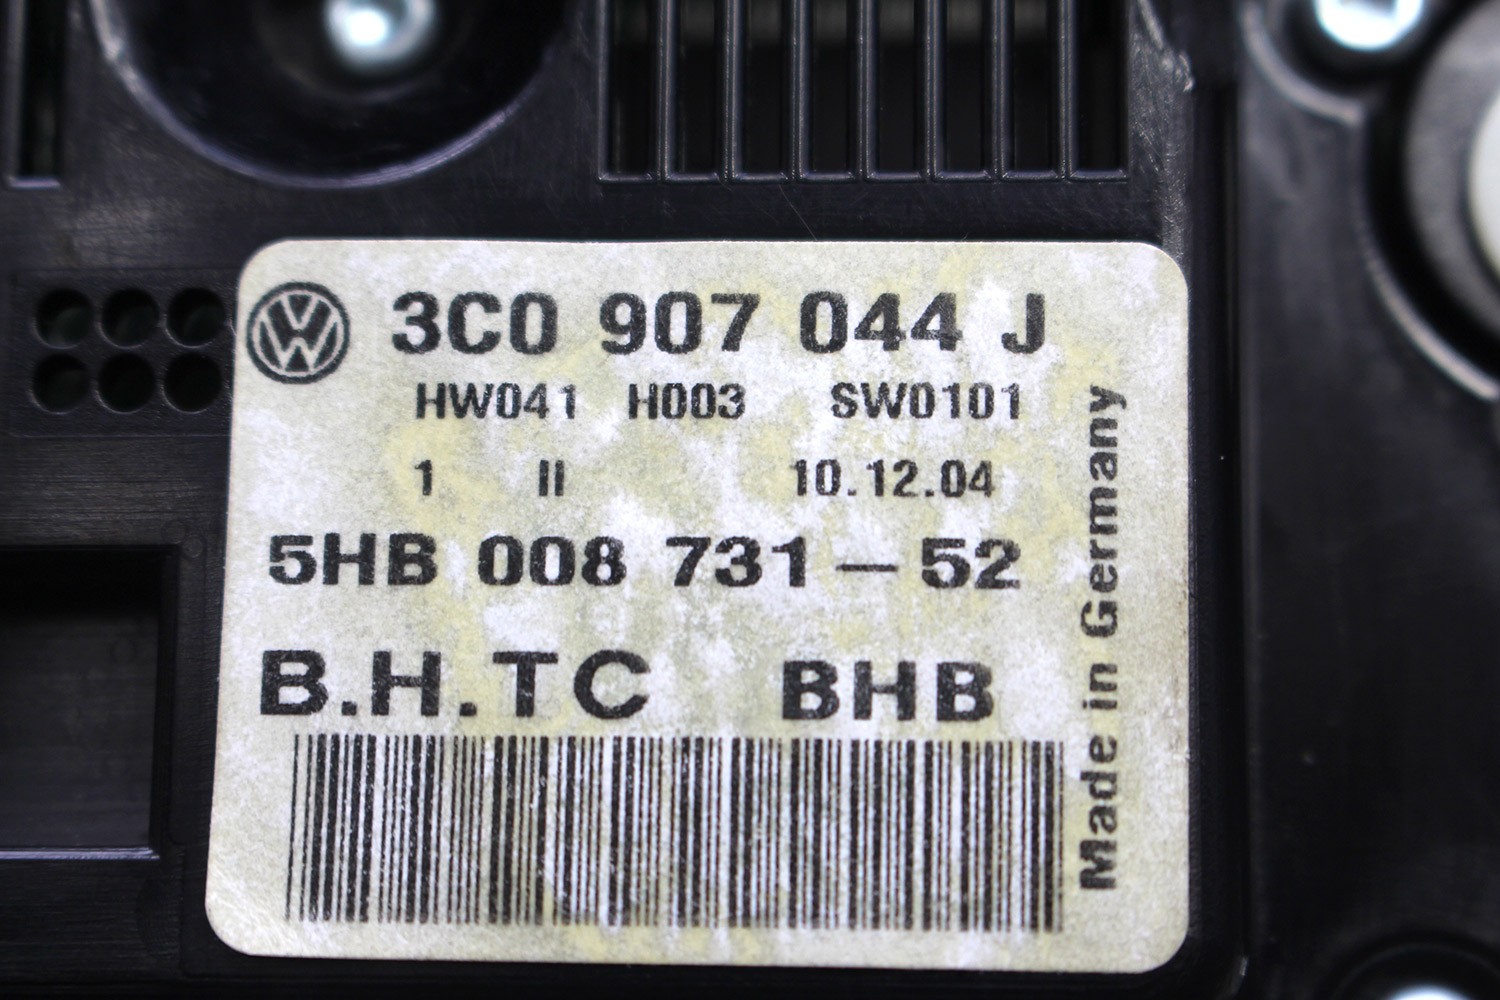 3C0 907 044 J
HW041 H003 SW0101
1 II 10.12.04
5HB 008 731-52
B.H.TC BHB
Made in Germany